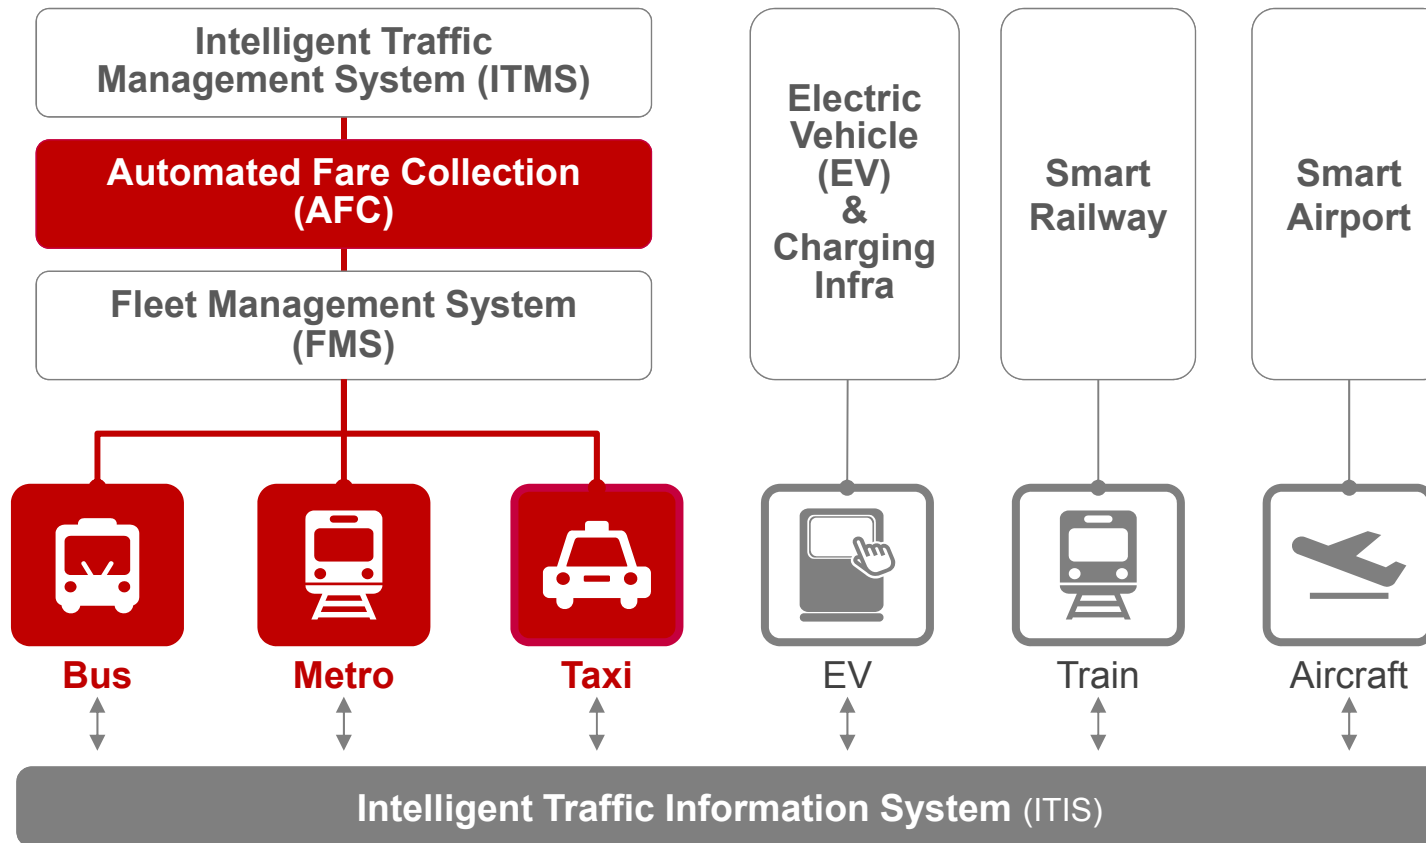 Intelligent Traffic
Management System (ITMS)
Automated Fare Collection
(AFC)
Fleet Management System
(FMS)
Electric
Vehicle
(EV)
&
Charging
Infra
Smart
Railway
Smart
Airport
Bus
Metro
Taxi
EV
Train
Aircraft
Intelligent Traffic Information System (ITIS)